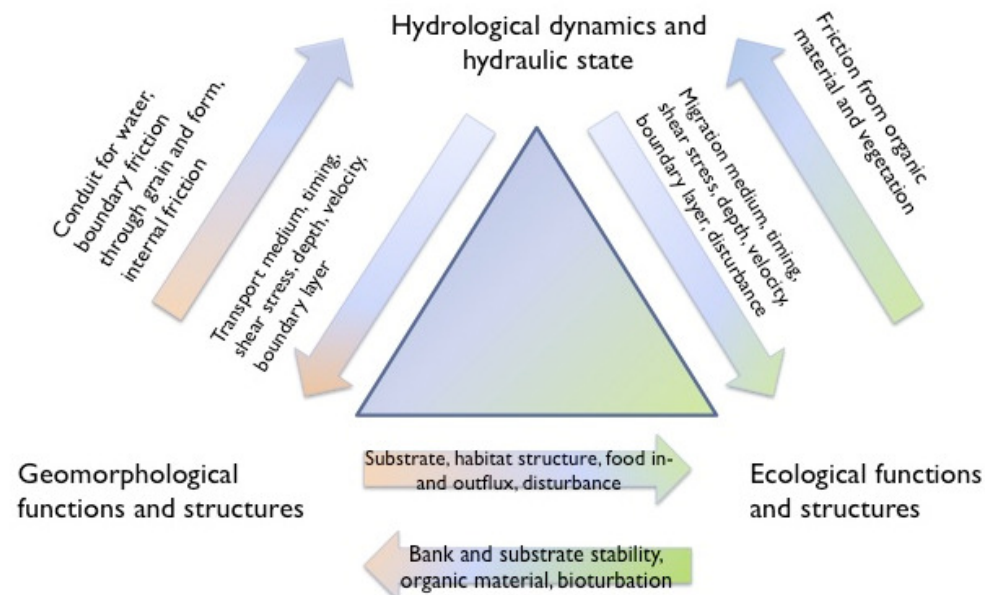 Hydrological dynamics and
hydraulic state
Conduit for water,
boundary friction
through grain and form,
internal friction
Transport medium, timing,
shear stress, depth, velocity,
boundary layer
Migration medium, timing,
shear stress, depth, velocity,
boundary layer, disturbance
Friction from organic
material and vegetation
Geomorphological
functions and structures
Substrate, habitat structure, food in-
and outflux, disturbance
Ecological functions
and structures
Bank and substrate stability,
organic material, bioturbation